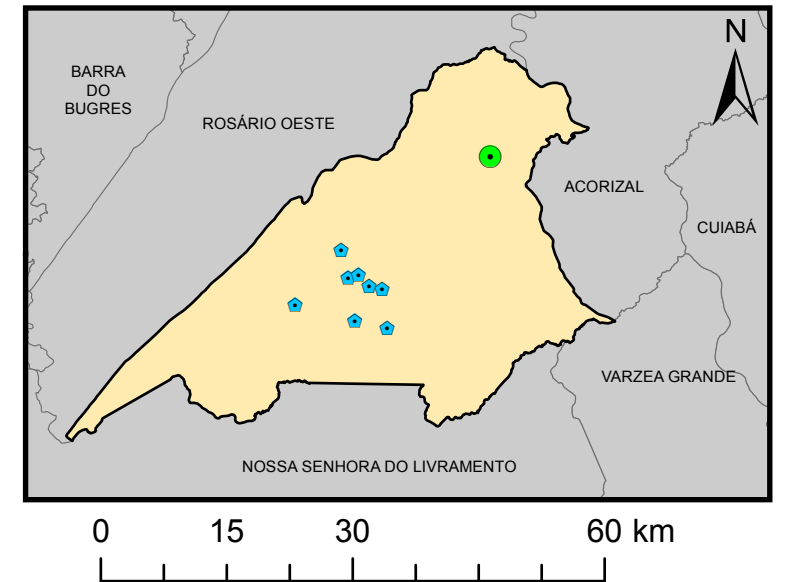 N
BARRA
DO
BUGRES
ROSÁRIO OESTE
ACORIZAL
CUIABÁ
VARZEA GRANDE
NOSSA SENHORA DO LIVRAMENTO
0 15 30 60 km